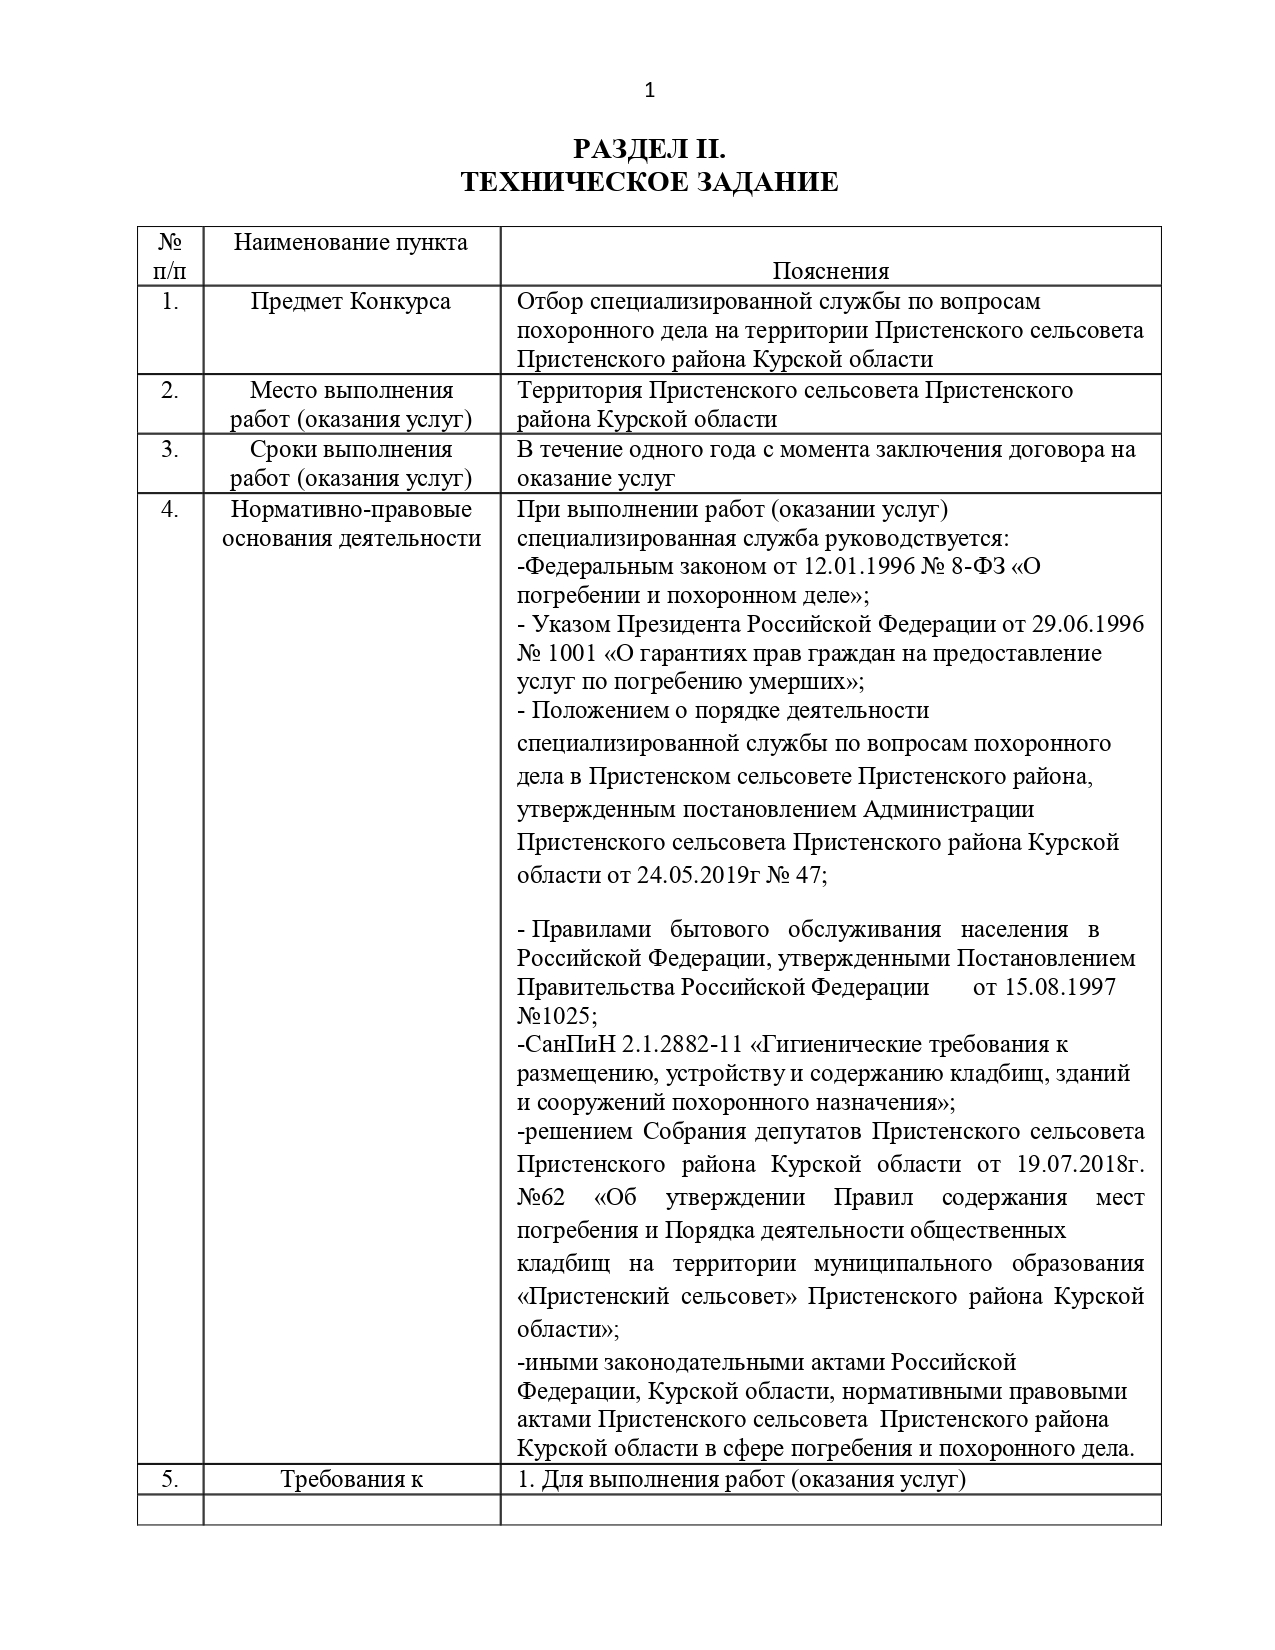 1
РАЗДЕЛ II.
ТЕХНИЧЕСКОЕ ЗАДАНИЕ
№
п/п
Наименование пункта
Пояснения
1.
Предмет Конкурса
Отбор специализированной службы по вопросам
похоронного дела на территории Пристенского сельсовета
Пристенского района Курской области
2.
Место выполнения
работ (оказания услуг)
Территория Пристенского сельсовета Пристенского
района Курской области
3.
Сроки выполнения
работ (оказания услуг)
В течение одного года с момента заключения договора на
оказание услуг
4.
Нормативно-правовые
основания деятельности
При выполнении работ (оказании услуг)
специализированная служба руководствуется:
-Федеральным законом от 12.01.1996 № 8-ФЗ «О
погребении и похоронном деле»;
- Указом Президента Российской Федерации от 29.06.1996
№ 1001 «О гарантиях прав граждан на предоставление
услуг по погребению умерших»;
- Положением о порядке деятельности
специализированной службы по вопросам похоронного
дела в Пристенском сельсовете Пристенского района,
утвержденным постановлением Администрации
Пристенского сельсовета Пристенского района Курской
области от 24.05.2019г № 47;
- Правилами бытового обслуживания населения в
Российской Федерации, утвержденными Постановлением
Правительства Российской Федерации от 15.08.1997
№1025;
-СанПиН 2.1.2882-11 «Гигиенические требования к
размещению, устройству и содержанию кладбищ, зданий
и сооружений похоронного назначения»;
-решением Собрания депутатов Пристенского сельсовета
Пристенского района Курской области от 19.07.2018г.
№62 «Об утверждении Правил содержания мест
погребения и Порядка деятельности общественных
кладбищ на территории муниципального образования
«Пристенский сельсовет» Пристенского района Курской
области»;
-иными законодательными актами Российской
Федерации, Курской области, нормативными правовыми
актами Пристенского сельсовета Пристенского района
Курской области в сфере погребения и похоронного дела.
5.
Требования к
1. Для выполнения работ (оказания услуг)